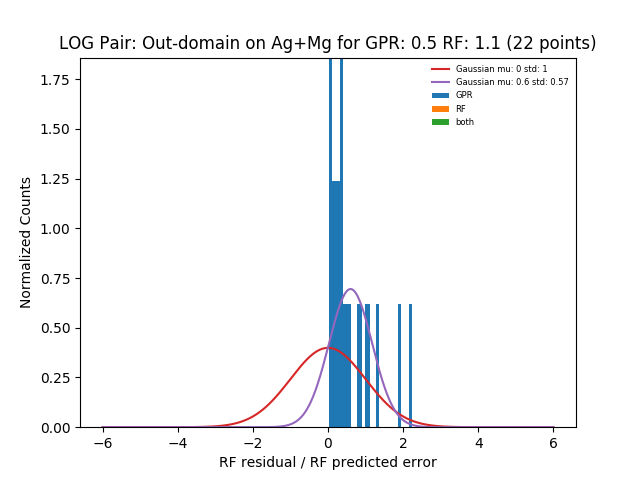 LOG Pair: Out-domain on Ag+Mg for GPR: 0.5 RF: 1.1 (22 points)
Gaussian mu: 0 std: 1
Gaussian mu: 0.6 std: 0.57
GPR
RF
both
1.75
1.50
1.25
1.00
0.75
0.50
0.25
0.00
Normalized Counts
−6
−4
−2
0
2
4
6
RF residual / RF predicted error